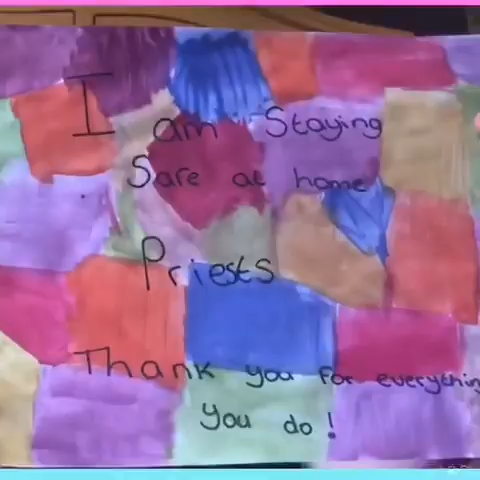 I am Staying
Safe at home
Priests
Thank you for everything
You do!